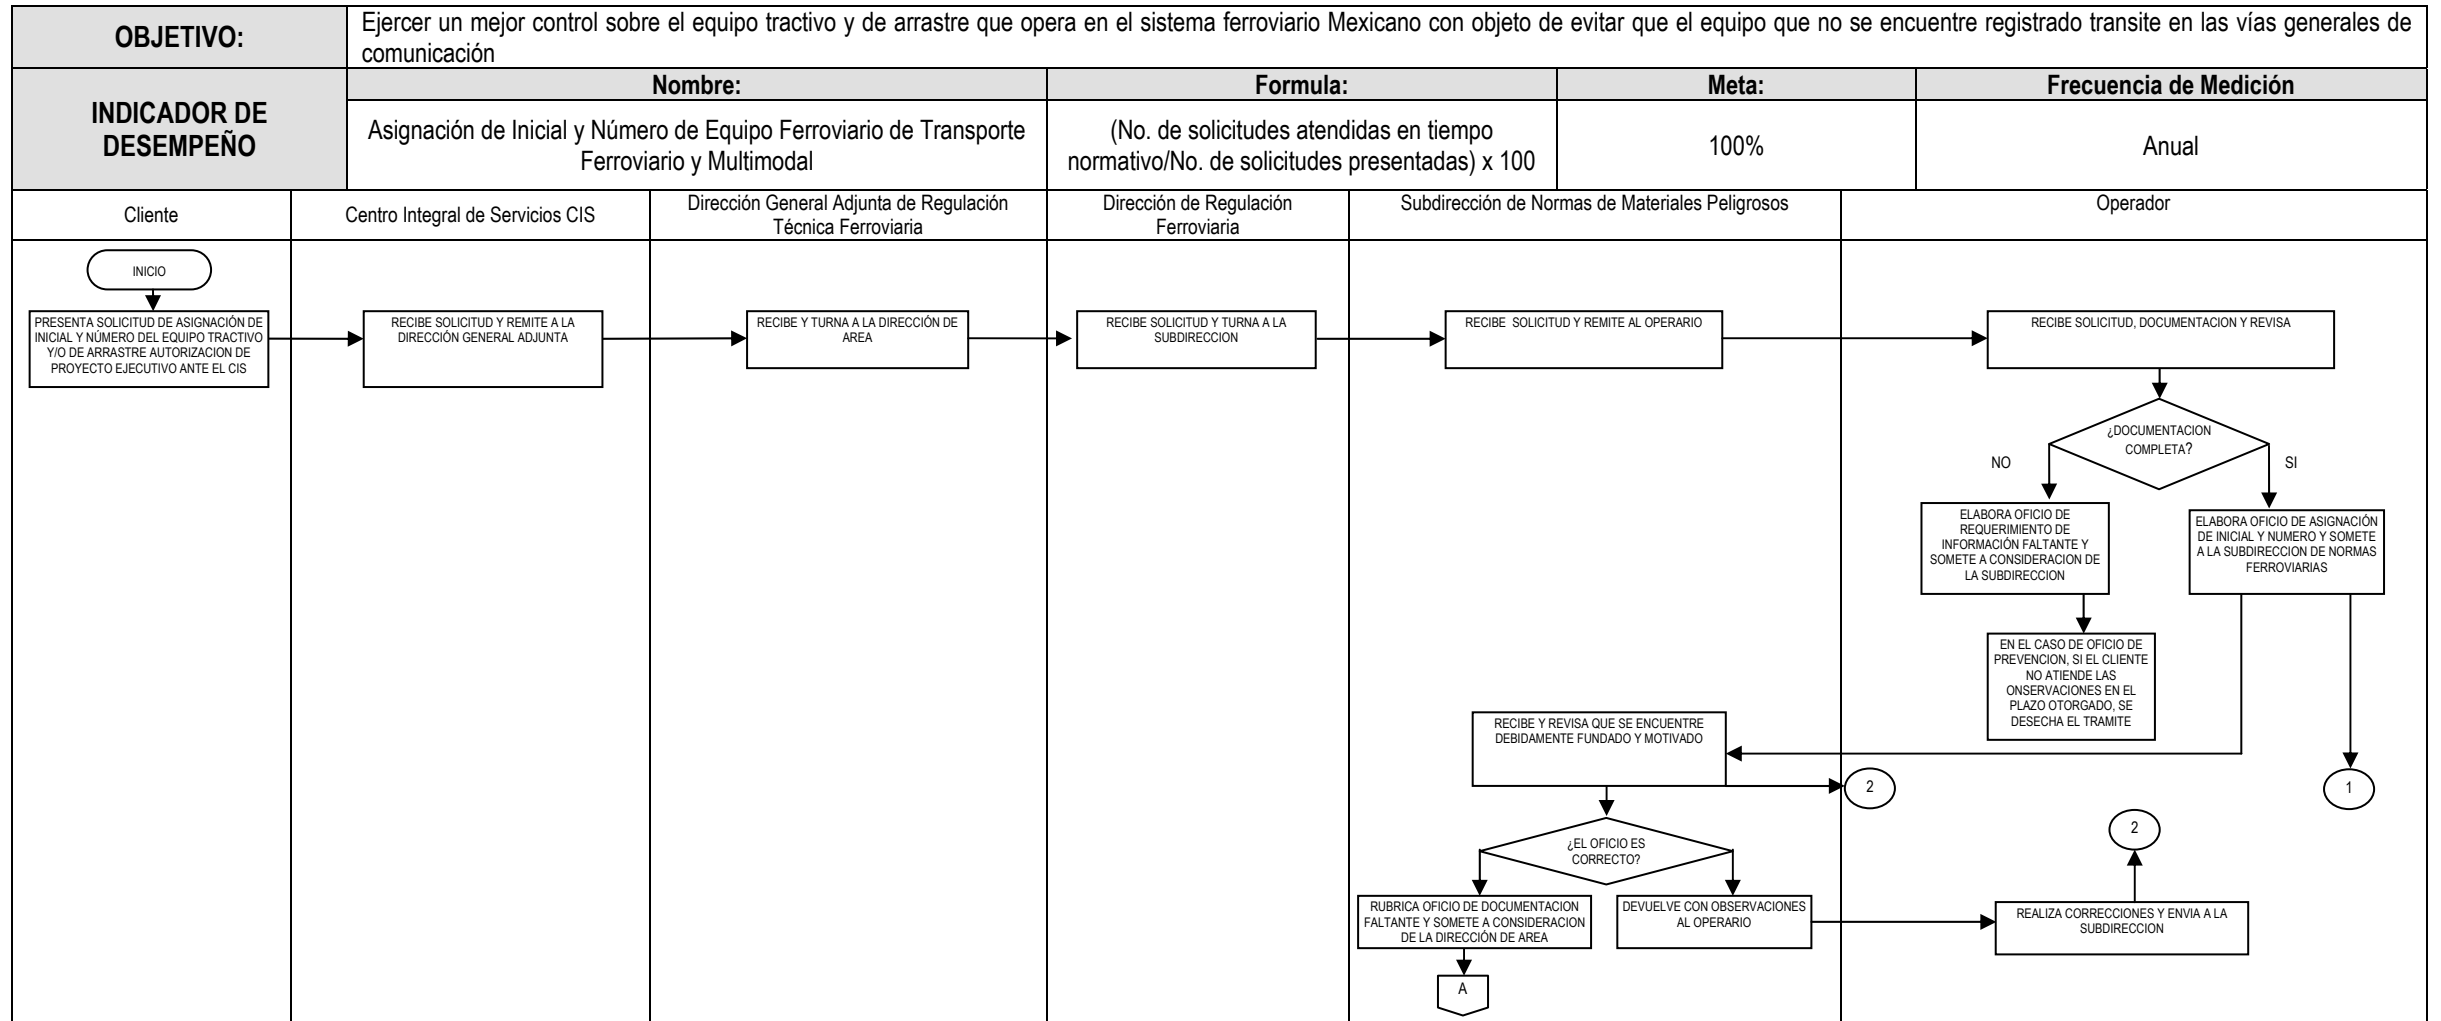 OBJETIVO:
Ejercer un mejor control sobre el equipo tractivo y de arrastre que opera en el sistema ferroviario Mexicano con objeto de evitar que el equipo que no se encuentre registrado transite en las vías generales de
comunicación
INDICADOR DE
DESEMPEÑO
Nombre:
Formula:
Meta:
Frecuencia de Medición
Asignación de Inicial y Número de Equipo Ferroviario de Transporte
Ferroviario y Multimodal
(No. de solicitudes atendidas en tiempo
normativo/No. de solicitudes presentadas) x 100
100%
Anual
Cliente
Centro Integral de Servicios CIS
Dirección General Adjunta de Regulación
Técnica Ferroviaria
Dirección de Regulación
Ferroviaria
Subdirección de Normas de Materiales Peligrosos
Operador
INICIO
PRESENTA SOLICITUD DE ASIGNACIÓN DE
INICIAL Y NÚMERO DEL EQUIPO TRACTIVO
Y/O DE ARRASTRE AUTORIZACION DE
PROYECTO EJECUTIVO ANTE EL CIS
RECIBE SOLICITUD Y REMITE A LA
DIRECCIÓN GENERAL ADJUNTA
RECIBE Y TURNA A LA DIRECCIÓN DE
AREA
RECIBE SOLICITUD Y TURNA A LA
SUBDIRECCION
RECIBE SOLICITUD Y REMITE AL OPERARIO
RECIBE SOLICITUD, DOCUMENTACION Y REVISA
¿DOCUMENTACION
COMPLETA?
NO
SI
ELABORA OFICIO DE
REQUERIMIENTO DE
INFORMACIÓN FALTANTE Y
SOMETE A CONSIDERACION DE
LA SUBDIRECCION
ELABORA OFICIO DE ASIGNACIÓN
DE INICIAL Y NUMERO Y SOMETE
A LA SUBDIRECCION DE NORMAS
FERROVIARIAS
EN EL CASO DE OFICIO DE
PREVENCION, SI EL CLIENTE
NO ATIENDE LAS
ONSERVACIONES EN EL
PLAZO OTORGADO, SE
DESECHA EL TRAMITE
RECIBE Y REVISA QUE SE ENCUENTRE
DEBIDAMENTE FUNDADO Y MOTIVADO
2
1
¿EL OFICIO ES
CORRECTO?
2
RUBRICA OFICIO DE DOCUMENTACION
FALTANTE Y SOMETE A CONSIDERACION
DE LA DIRECCIÓN DE AREA
DEVUELVE CON OBSERVACIONES
AL OPERARIO
REALIZA CORRECCIONES Y ENVIA A LA
SUBDIRECCION
A